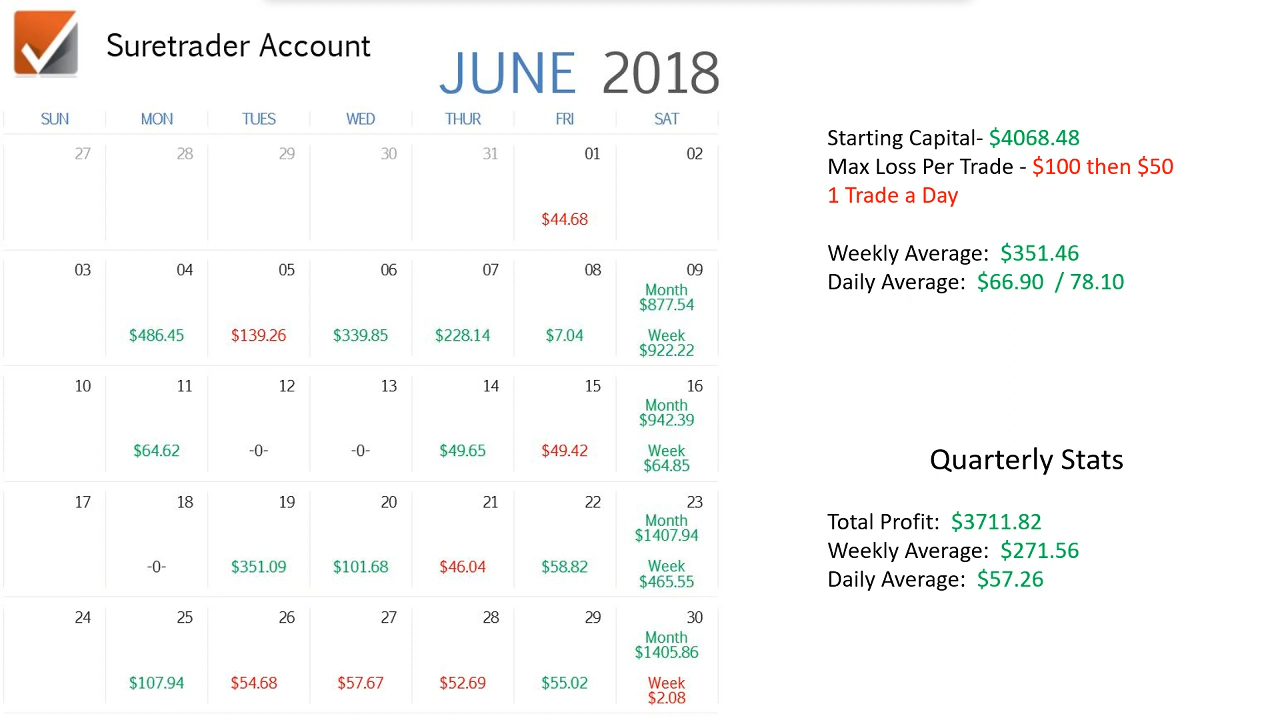 Suretrader Account
JUNE 2018
SUN MON TUES WED THUR FRI SAT
27 28 29 30 31 01 02
$44.68
03 04 05 06 07 08 09
Month
$877.54
$486.45 $139.26 $339.85 $228.14 $7.04 Week
$922.22
10 11 12 13 14 15 16
Month
$942.39
$64.62 -0- -0- $49.65 $49.42 Week
$64.85
17 18 19 20 21 22 23
Month
$1407.94
-0- $351.09 $101.68 $46.04 $58.82 Week
$465.55
24 25 26 27 28 29 30
Month
$1405.86
$107.94 $54.68 $57.67 $52.69 $55.02 Week
$2.08
Starting Capital- $4068.48
Max Loss Per Trade - $100 then $50
1 Trade a Day
Weekly Average: $351.46
Daily Average: $66.90 / 78.10
Quarterly Stats
Total Profit: $3711.82
Weekly Average: $271.56
Daily Average: $57.26